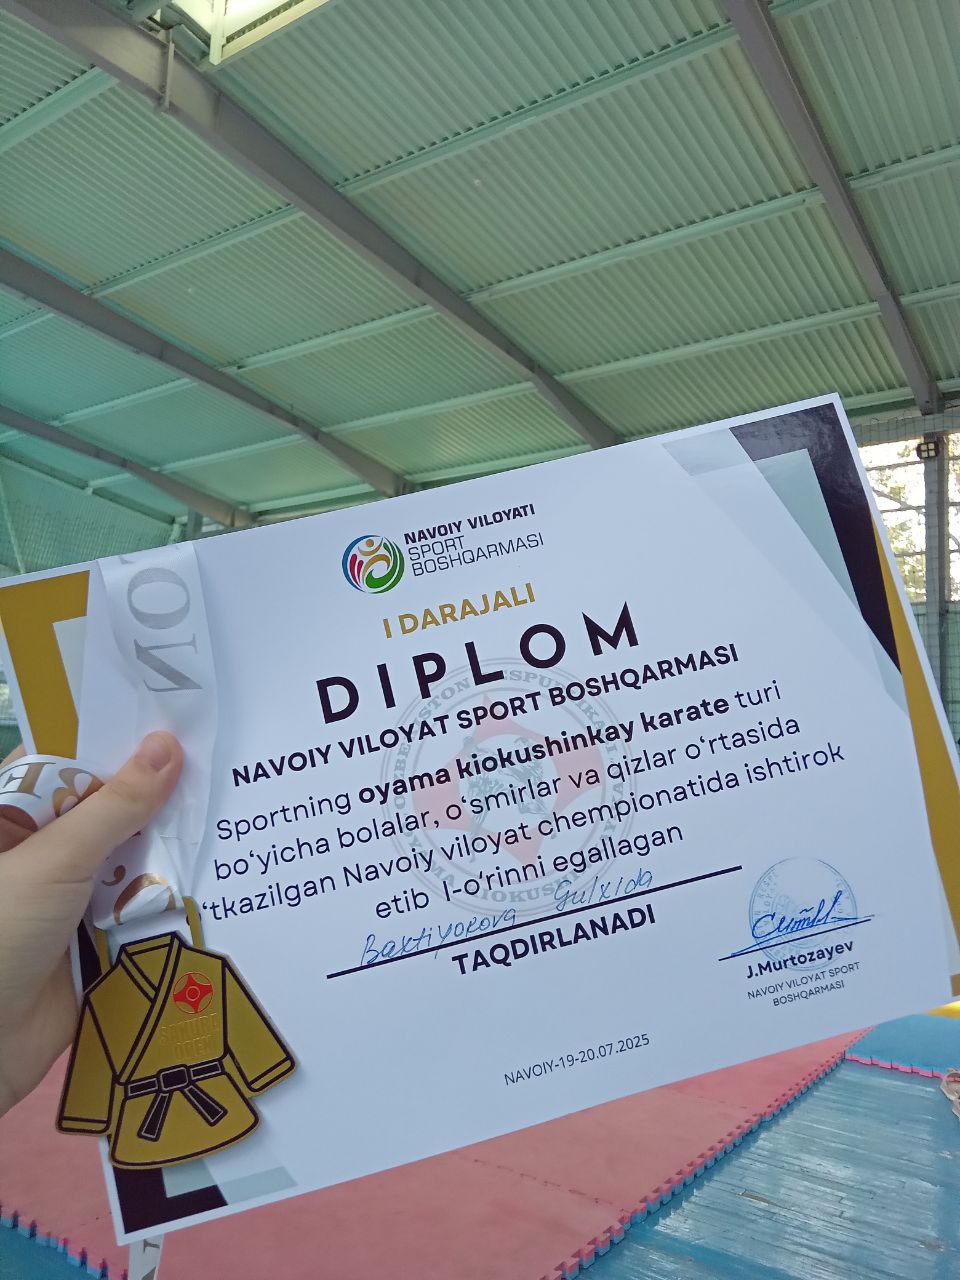 NAVOIY VILOYATI
SPORT
BOSHQARMASI
I DARAJALI
DIPLOM
NAVOIY VILOYAT SPORT BOSHQARMASI
Sportning oyama kiokushinkay karate turi
bo‘yicha bolalar, o‘smirlar va qizlar o‘rtasida
‘tkazilgan Navoiy viloyat chempionatida ishtirok
etib I-o‘rinni egallagan
Baxtiyorova Gulxida
TAQDIRLANADI
J.Murtozayev
NAVOIY VILOYAT SPORT
BOSHQARMASI
NAVOIY-19-20.07.2025
SAKURA
OPEN